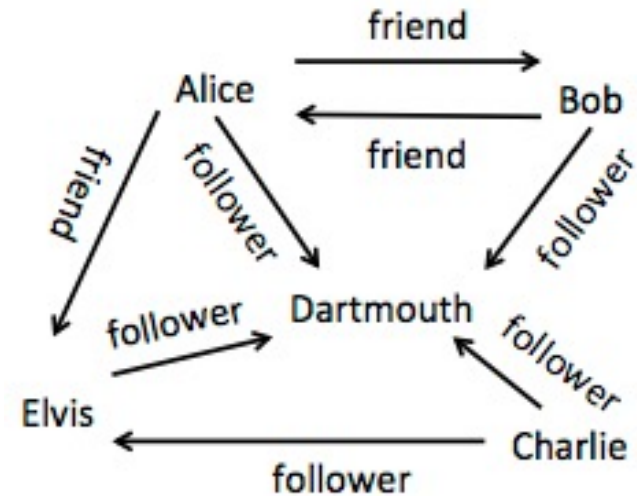 friend
Alice
Bob
friend
friend
follower
follower
Dartmouth
follower
follower
Elvis
Charlie
follower